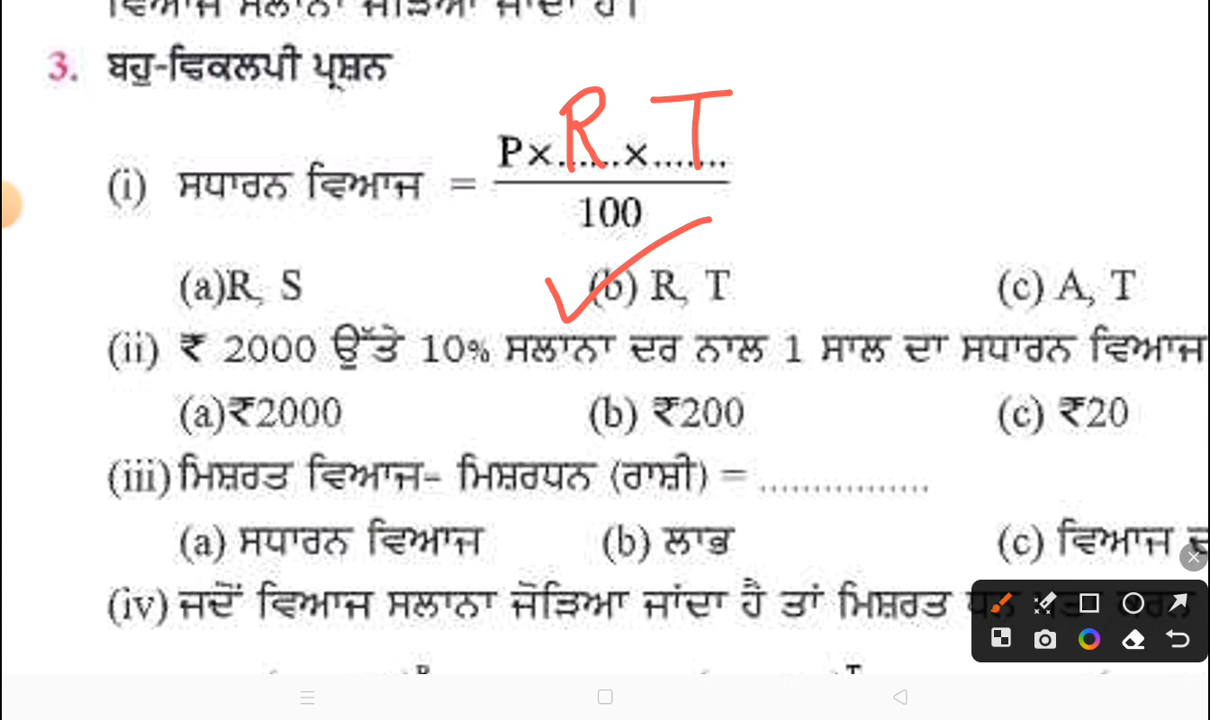 3. ਬਹੁ-ਵਿਕਲਪੀ ਪ੍ਰਸ਼ਨ
R T
(i) ਸਧਾਰਨ ਵਿਆਜ = P×......×....... / 100
(a)R, S (b) R, T (c) A, T
(ii) ₹ 2000 ਉੱਤੇ 10% ਸਲਾਨਾ ਦਰ ਨਾਲ 1 ਸਾਲ ਦਾ ਸਧਾਰਨ ਵਿਆਜ
(a)₹2000 (b) ₹200 (c) ₹20
(iii) ਮਿਸ਼ਰਤ ਵਿਆਜ- ਮਿਸ਼ਰਧਨ (ਰਾਸ਼ੀ) = ................
(a) ਸਧਾਰਨ ਵਿਆਜ (b) ਲਾਭ (c) ਵਿਆਜ
(iv) ਜਦੋਂ ਵਿਆਜ ਸਲਾਨਾ ਜੋੜਿਆ ਜਾਂਦਾ ਹੈ ਤਾਂ ਮਿਸ਼ਰਤ